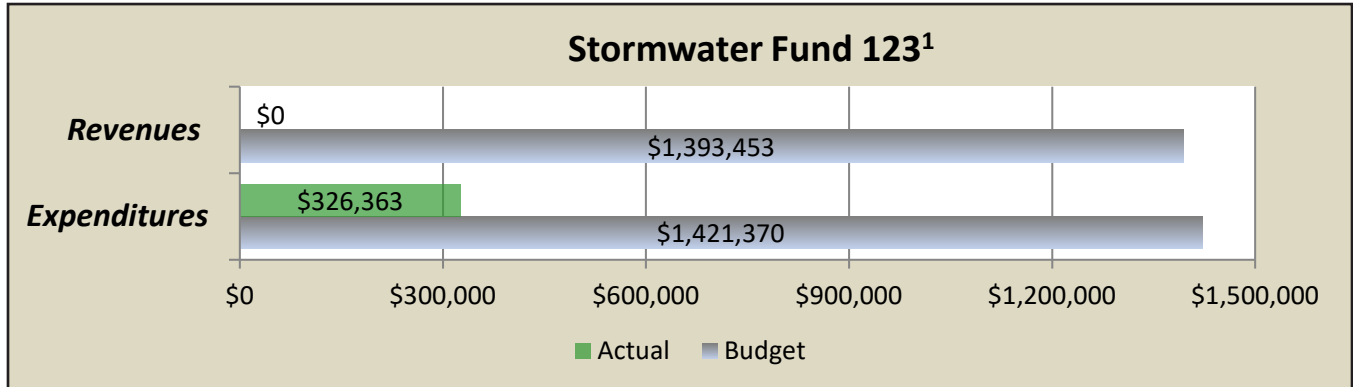 Stormwater Fund 123¹
Revenues
$0
$1,393,453
Expenditures
$326,363
$1,421,370
$0 $300,000 $600,000 $900,000 $1,200,000 $1,500,000
Actual Budget